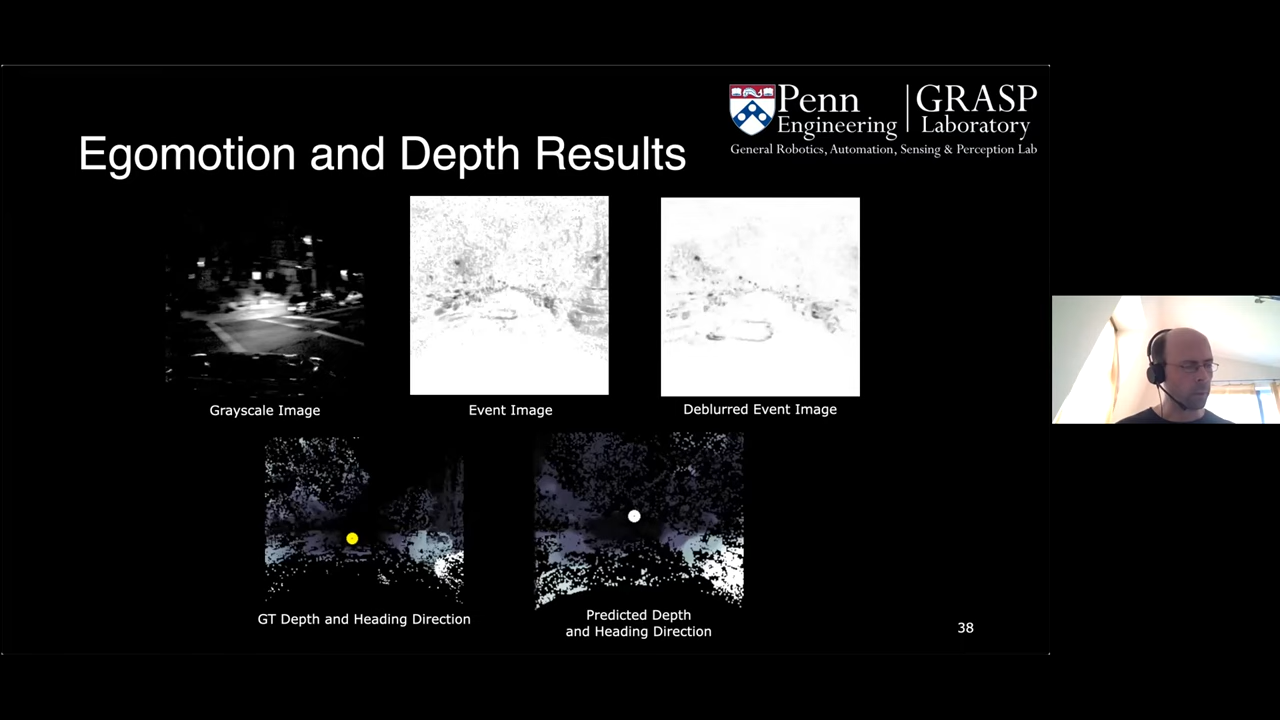 Penn
Engineering
GRASP
Laboratory
General Robotics, Automation, Sensing & Perception Lab
Egomotion and Depth Results
Grayscale Image
Event Image
Deblurred Event Image
GT Depth and Heading Direction
Predicted Depth
and Heading Direction
38